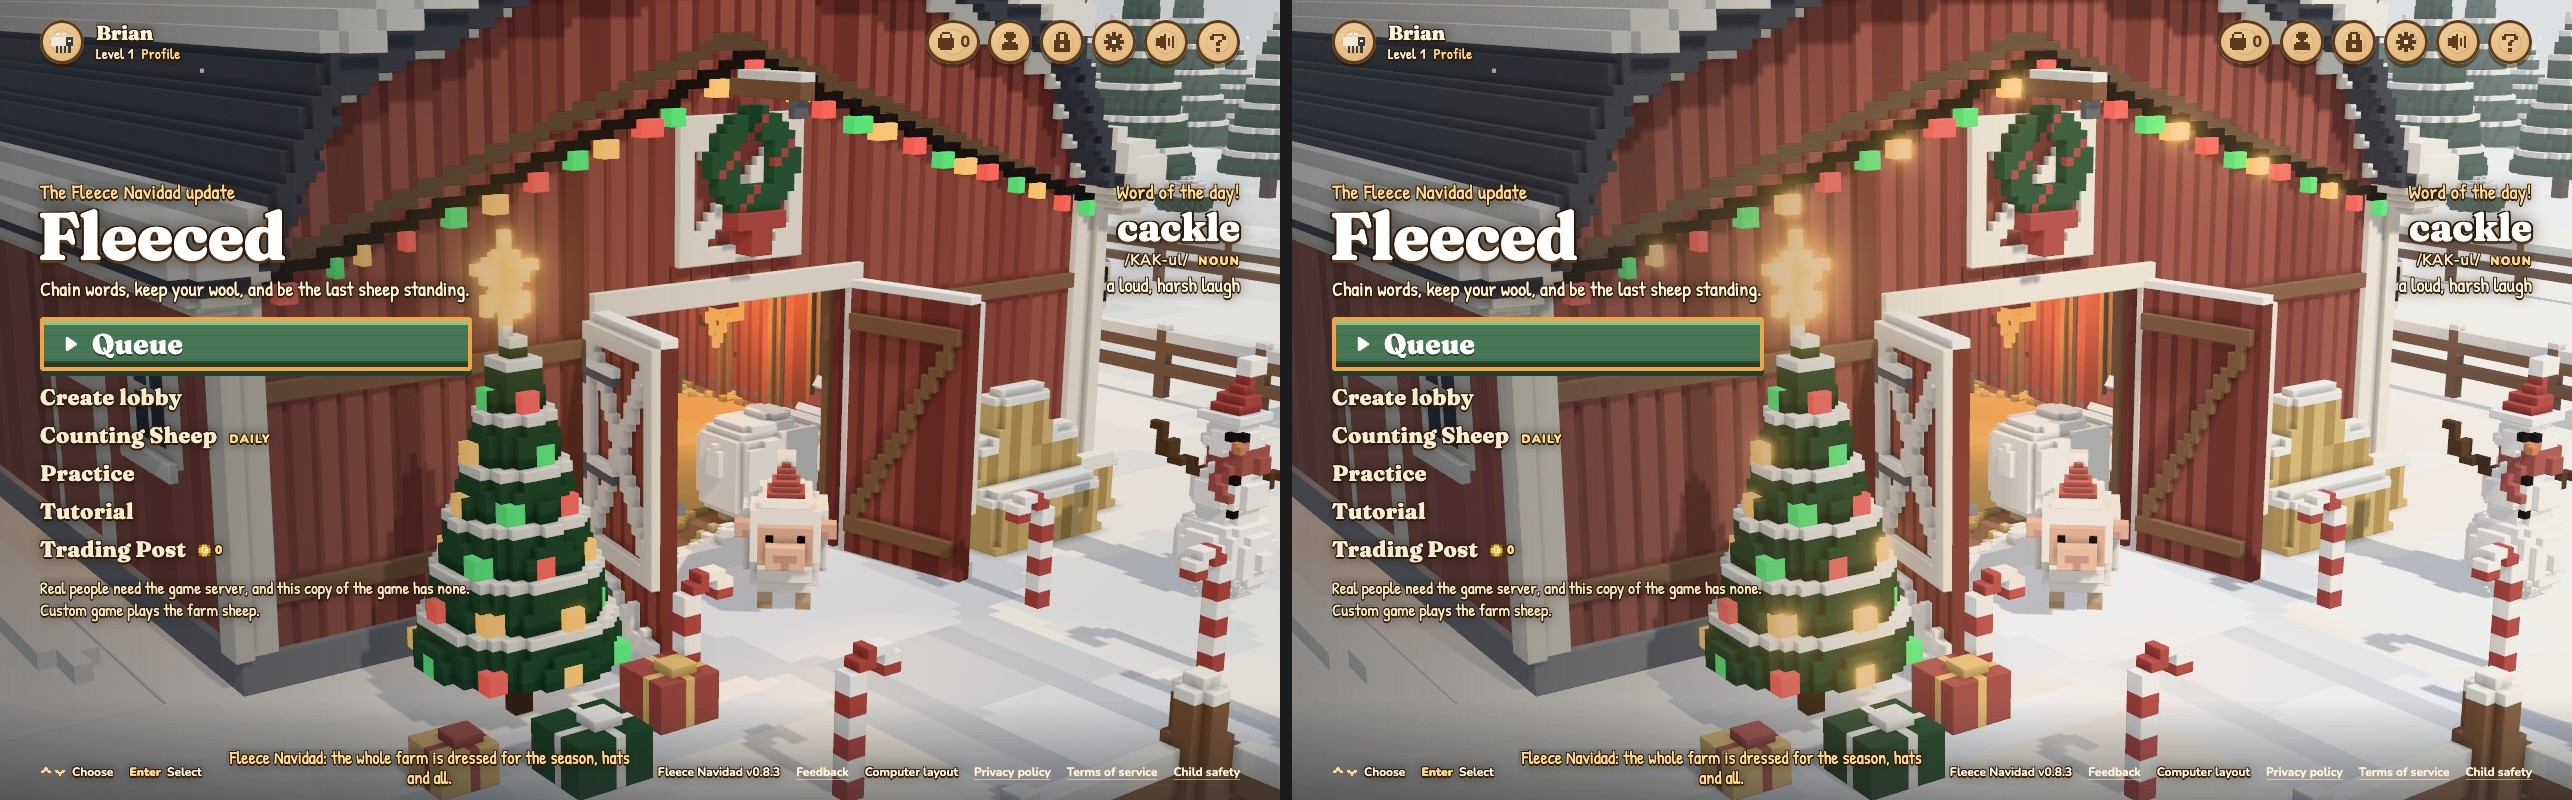 Brian
Level 1 Profile
0
The Fleece Navidad update
Fleeced
Chain words, keep your wool, and be the last sheep standing.
Queue
Create lobby
Counting Sheep DAILY
Practice
Tutorial
Trading Post 0
Real people need the game server, and this copy of the game has none.
Custom game plays the farm sheep.
Word of the day!
cackle
/KAK-ul/ NOUN
a loud, harsh laugh
Choose Enter Select
Fleece Navidad: the whole farm is dressed for the season, hats
and all.
Fleece Navidad v0.8.3 Feedback Computer layout Privacy policy Terms of service Child safety
Brian
Level 1 Profile
0
The Fleece Navidad update
Fleeced
Chain words, keep your wool, and be the last sheep standing.
Queue
Create lobby
Counting Sheep DAILY
Practice
Tutorial
Trading Post 0
Real people need the game server, and this copy of the game has none.
Custom game plays the farm sheep.
Word of the day!
cackle
/KAK-ul/ NOUN
a loud, harsh laugh
Choose Enter Select
Fleece Navidad: the whole farm is dressed for the season, hats
and all.
Fleece Navidad v0.8.3 Feedback Computer layout Privacy policy Terms of service Child safety